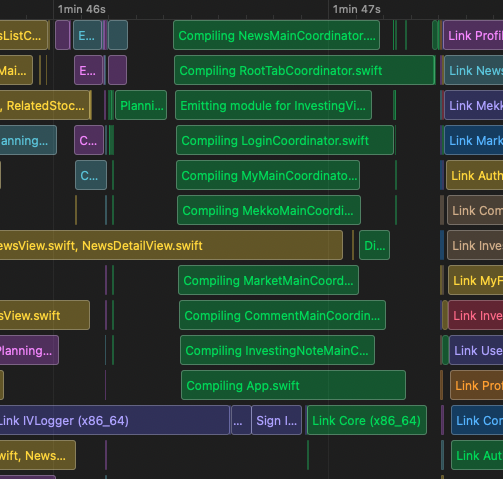 1min 46s 1min 47s
sListC... E... Compiling NewsMainCoordinator.... Link Profil
Mai... E... Compiling RootTabCoordinator.swift Link News
, RelatedStoc... Planni... Emitting module for InvestingVi... Link Mekk
anning... C... Compiling LoginCoordinator.swift Link Mark
C... Compiling MyMainCoordinato... Link Auth
Compiling MekkoMainCoordi... Link Com
ewsView.swift, NewsDetailView.swift Di... Link Inves
Compiling MarketMainCoord... Link MyF
sView.swift Compiling CommentMainCoordin... Link Inve
Planning... Compiling InvestingNoteMainC... Link Use
Compiling App.swift Link Prof
Link IVLogger (x86_64) ... Sign I... Link Core (x86_64) Link Cor
wift, News... Link Aut